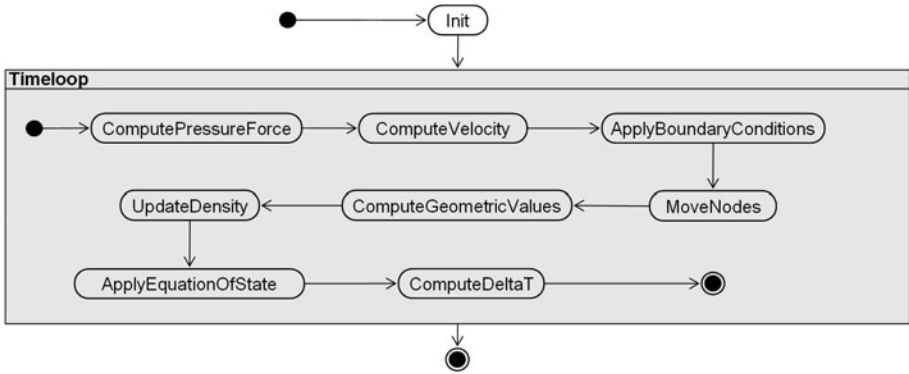 Init
Timeloop
ComputePressureForce
ComputeVelocity
ApplyBoundaryConditions
UpdateDensity
ComputeGeometricValues
MoveNodes
ApplyEquationOfState
ComputeDeltaT